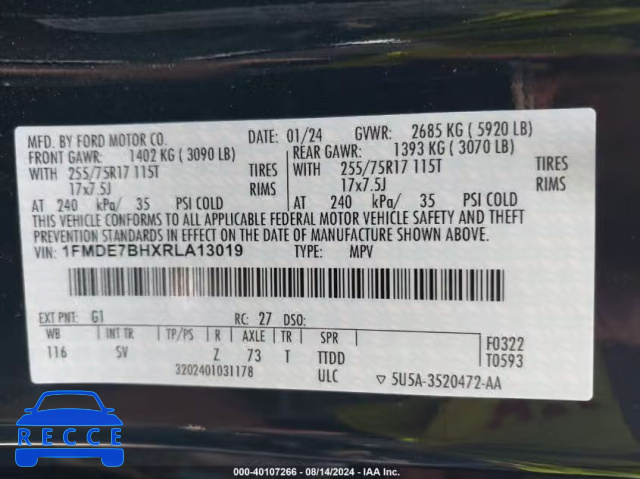 MFD. BY FORD MOTOR CO.
DATE: 01/24 GVWR: 2685 KG ( 5920 LB)
FRONT GAWR: 1402 KG ( 3090 LB) REAR GAWR: 1393 KG ( 3070 LB)
WITH 255/75R17 115T TIRES WITH 255/75R17 115T TIRES
17x7.5J RIMS 17x7.5J RIMS
AT 240 kPa/ 35 PSI COLD AT 240 kPa/ 35 PSI COLD
THIS VEHICLE CONFORMS TO ALL APPLICABLE FEDERAL MOTOR VEHICLE SAFETY AND THEFT
PREVENTION STANDARDS IN EFFECT ON THE DATE OF MANUFACTURE SHOWN ABOVE.
VIN: 1FMDE7BHXRLA13019 TYPE: MPV
EXT PNT: G1 RC: 27 DSO:
WB INT TR TP/PS R AXLE TR SPR
116 SV Z 73 T TTDD
3202401031178 ULC
F0322
T0593
▽ 5U5A-3520472-AA
RECCE
000-40107266 - 08/14/2024 - IAA Inc.